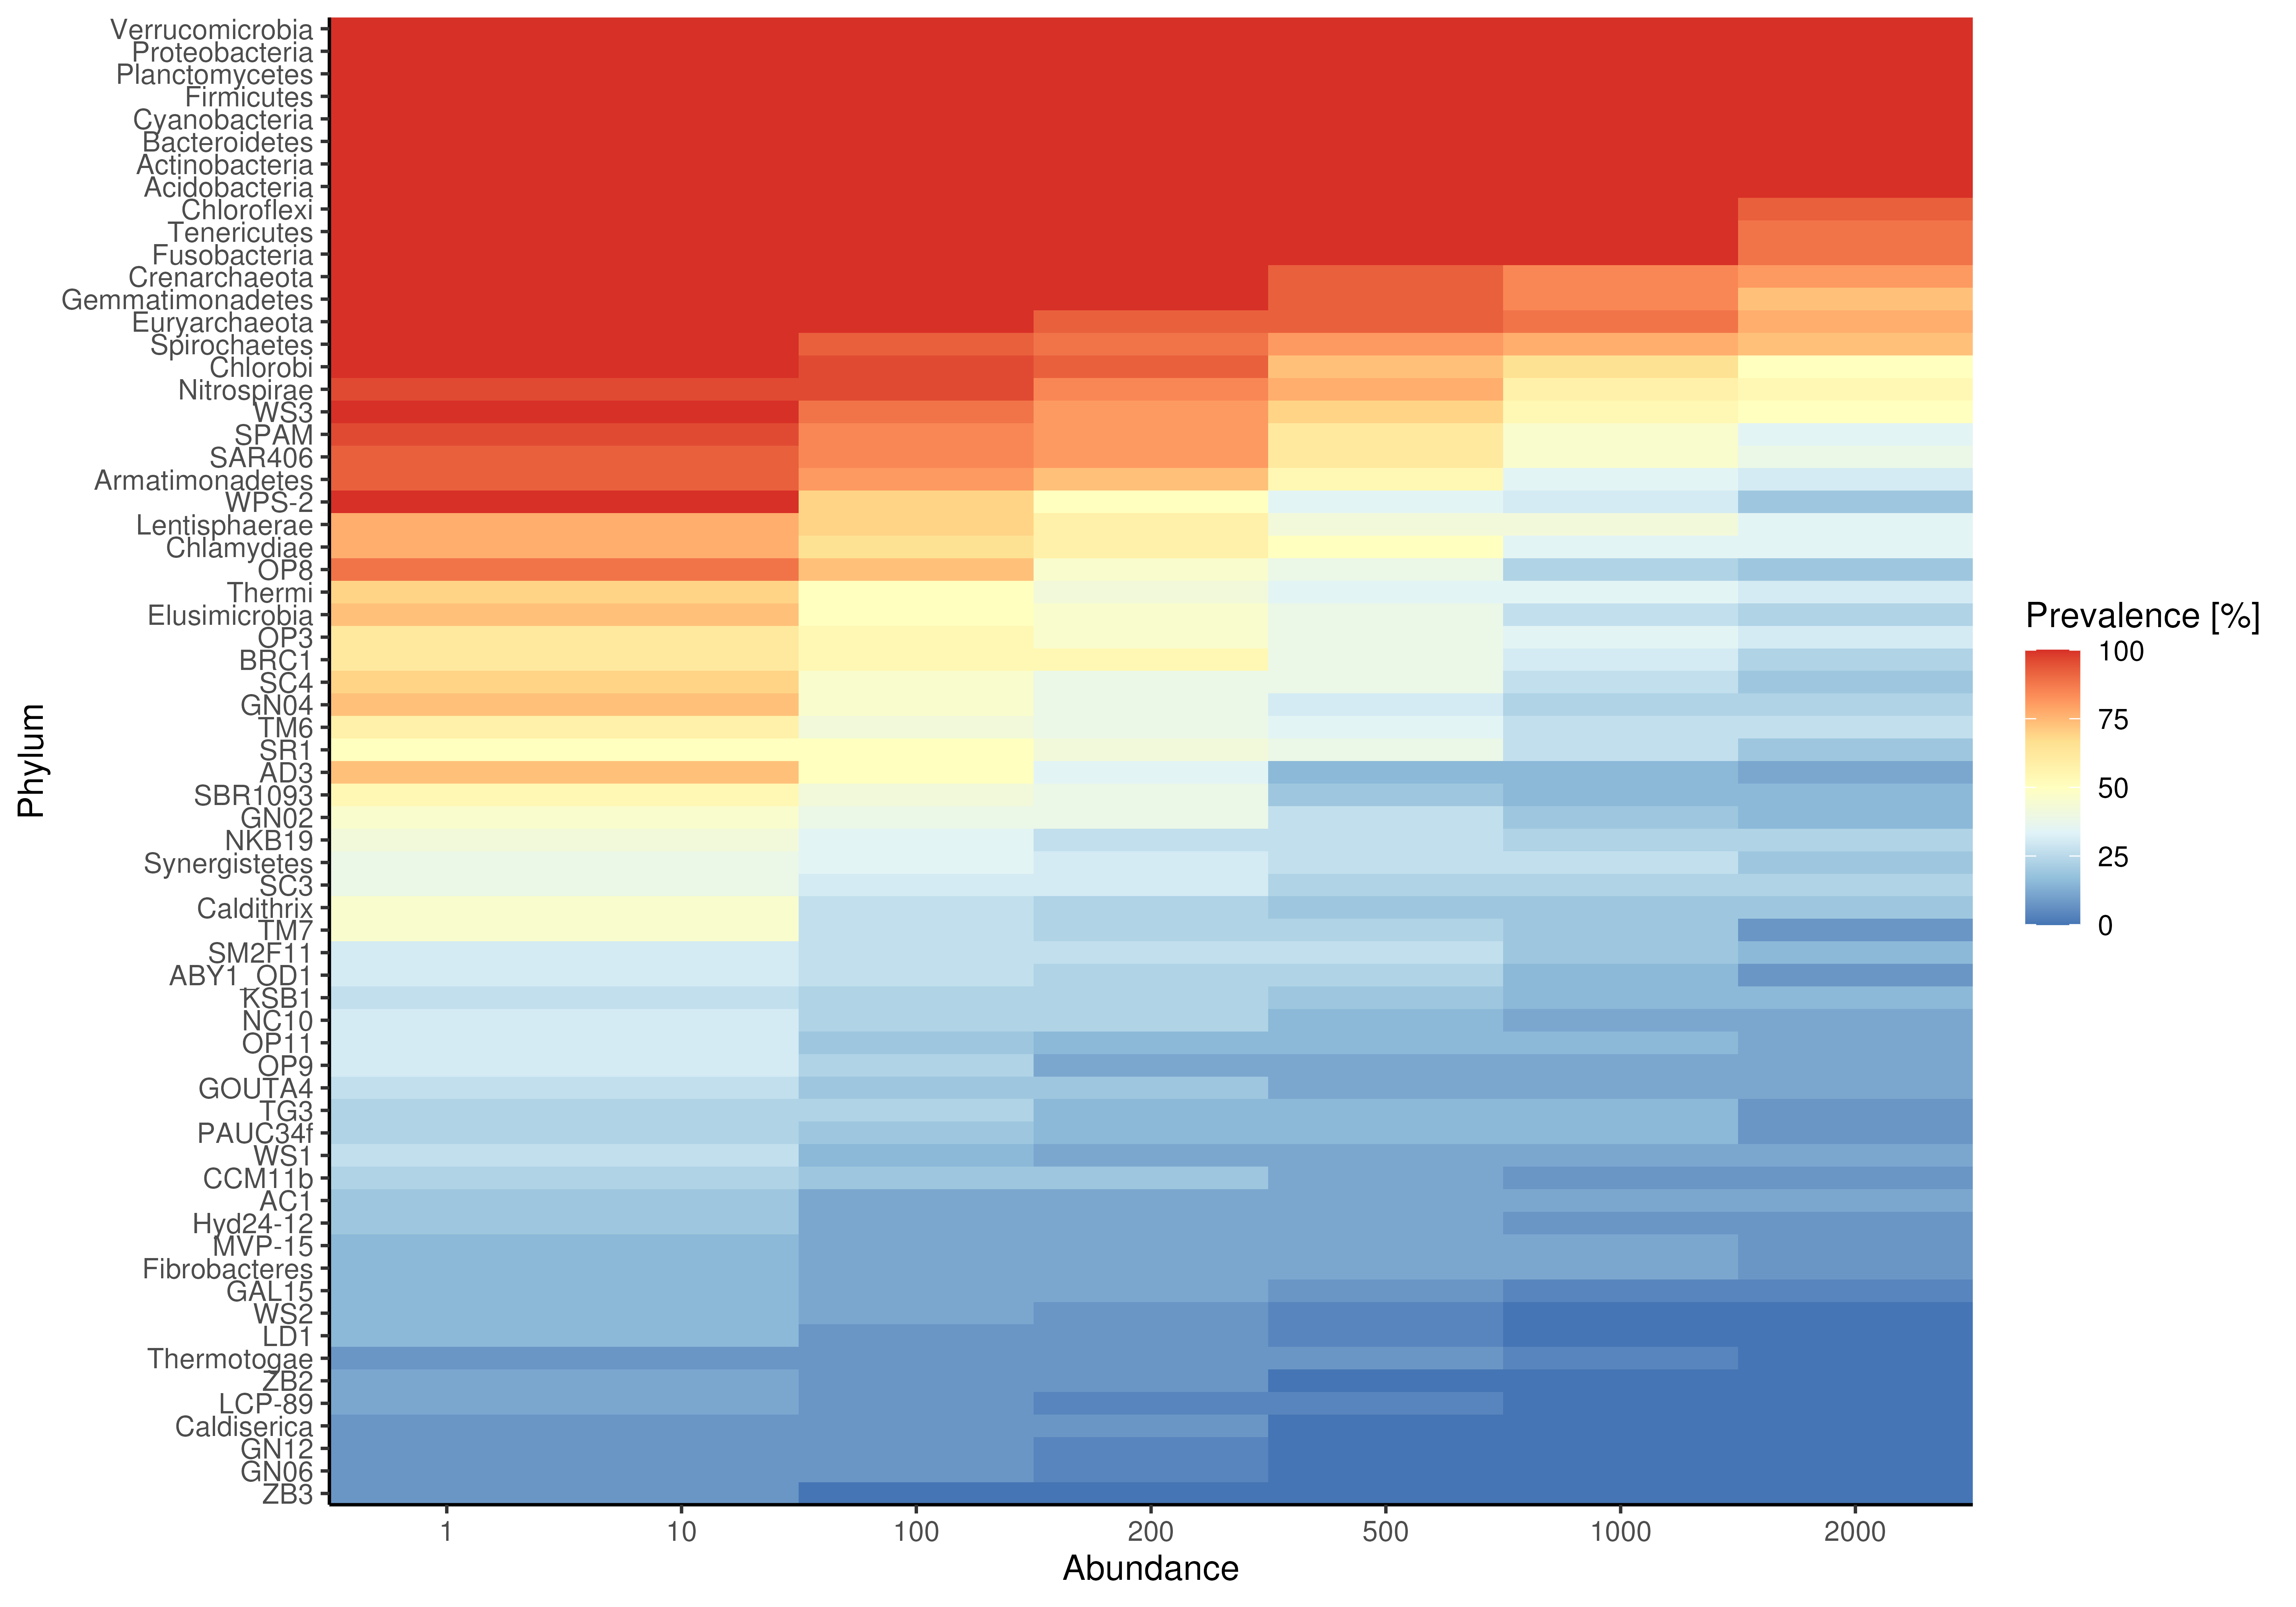 Verrucomicrobia
Proteobacteria
Planctomycetes
Firmicutes
Cyanobacteria
Bacteroidetes
Actinobacteria
Acidobacteria
Chloroflexi
Tenericutes
Fusobacteria
Crenarchaeota
Gemmatimonadetes
Euryarchaeota
Spirochaetes
Chlorobi
Nitrospirae
WS3
SPAM
SAR406
Armatimonadetes
WPS-2
Lentisphaerae
Chlamydiae
OP8
Thermi
Elusimicrobia
OP3
BRC1
SC4
GN04
TM6
SR1
AD3
SBR1093
GN02
NKB19
Synergistetes
SC3
Caldithrix
TM7
SM2F11
ABY1_OD1
KSB1
NC10
OP11
OP9
GOUTA4
TG3
PAUC34f
WS1
CCM11b
AC1
Hyd24-12
MVP-15
Fibrobacteres
GAL15
WS2
LD1
Thermotogae
ZB2
LCP-89
Caldiserica
GN12
GN06
ZB3
Phylum
1 10 100 200 500 1000 2000
Abundance
Prevalence [%]
100
75
50
25
0